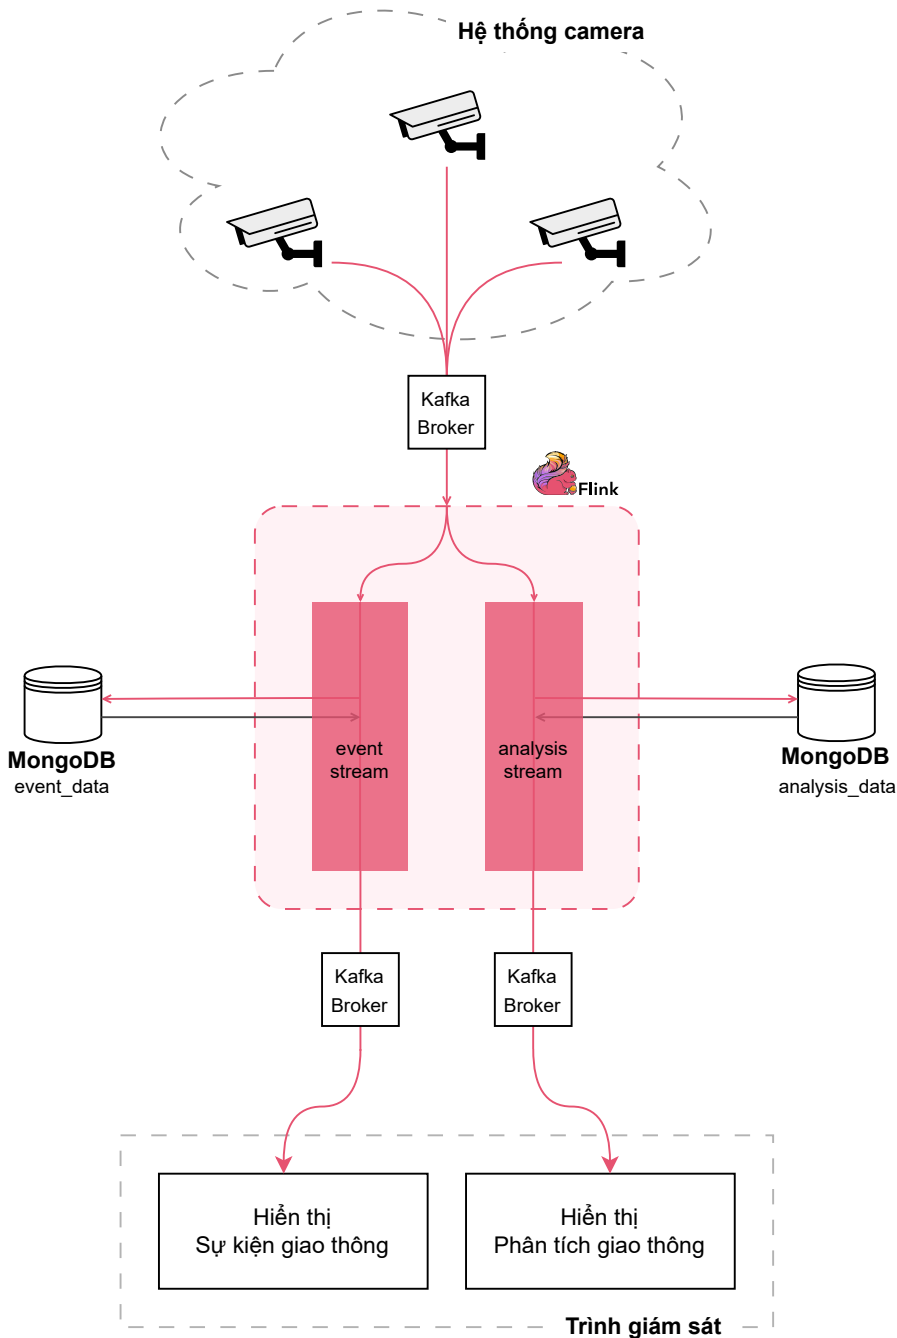 Hệ thống camera
Kafka
Broker
Flink
event
stream
analysis
stream
MongoDB
event_data
MongoDB
analysis_data
Kafka
Broker
Kafka
Broker
Hiển thị
Sự kiện giao thông
Hiển thị
Phân tích giao thông
Trình giám sát